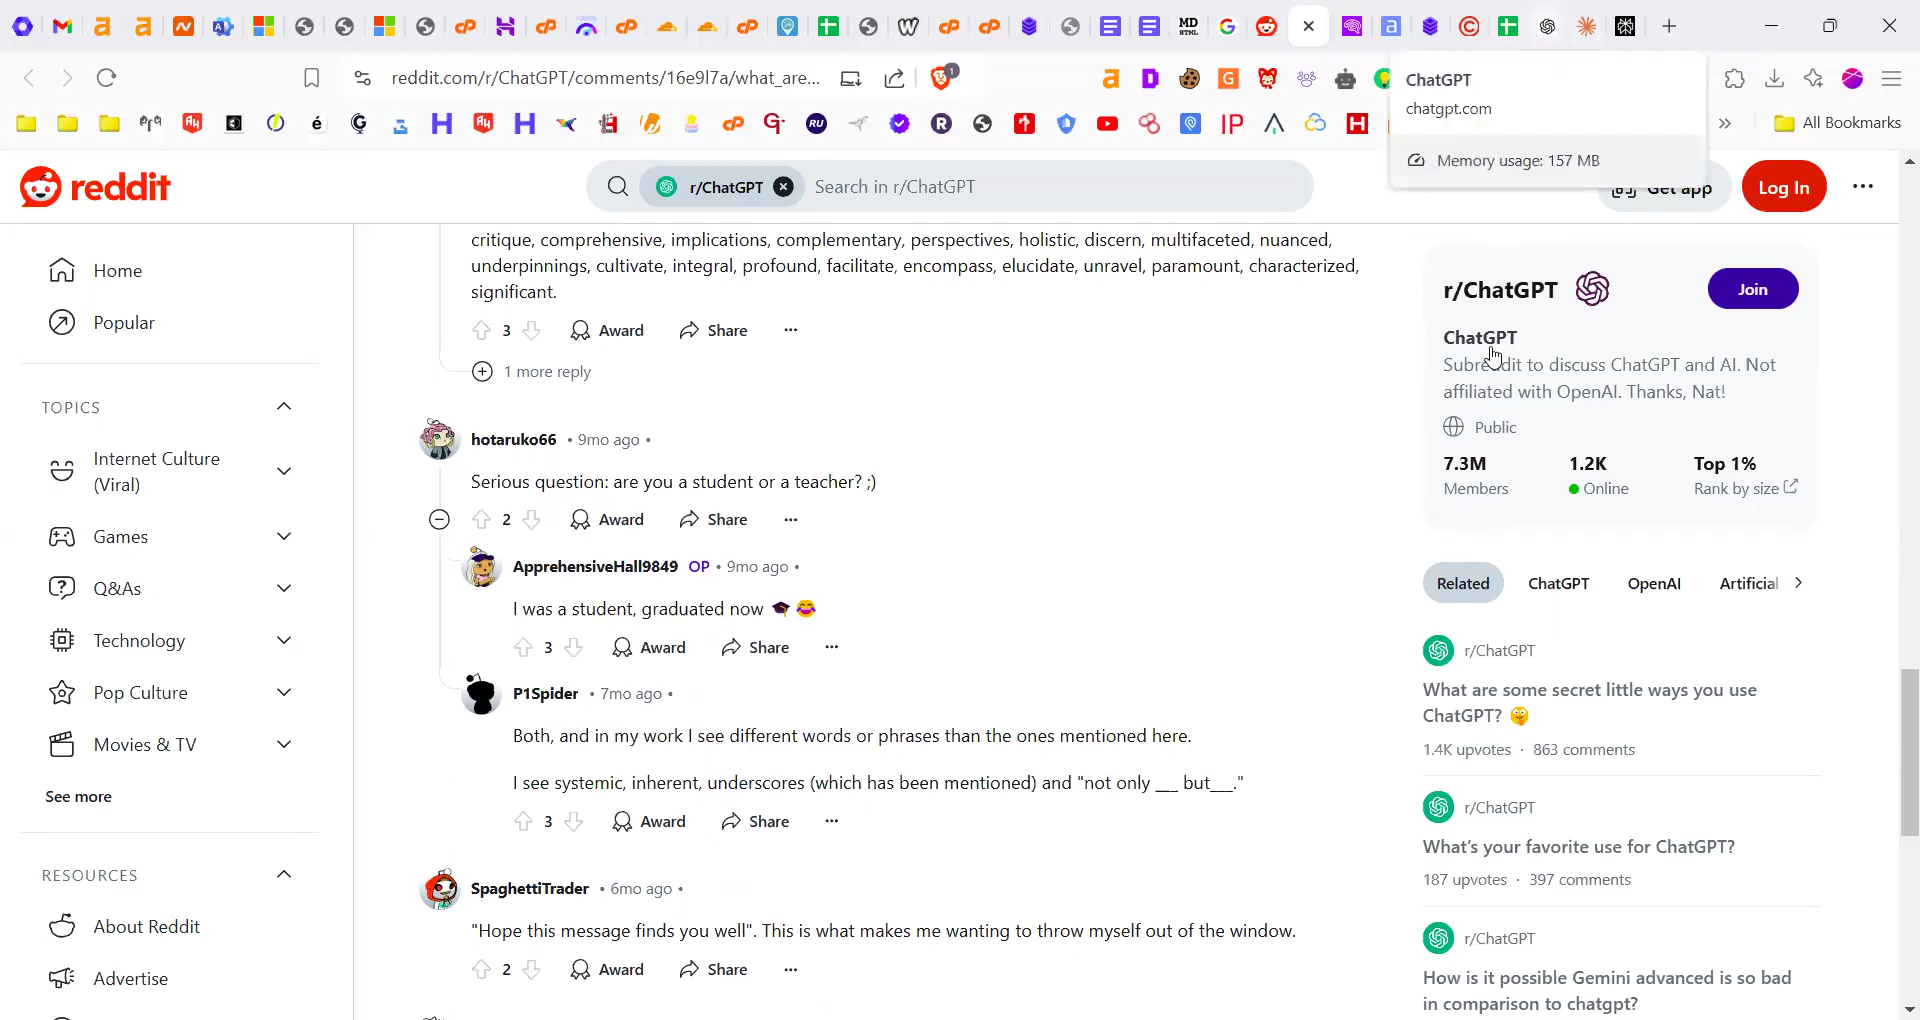 reddit.com/r/ChatGPT/comments/16e9l7a/what_are...
1
ChatGPT
chatgpt.com
Memory usage: 157 MB
All Bookmarks
reddit
r/ChatGPT
Search in r/ChatGPT
Get app
Log In
Home
Popular
TOPICS
Internet Culture
(Viral)
Games
Q&As
Technology
Pop Culture
Movies & TV
See more
RESOURCES
About Reddit
Advertise
critique, comprehensive, implications, complementary, perspectives, holistic, discern, multifaceted, nuanced,
underpinnings, cultivate, integral, profound, facilitate, encompass, elucidate, unravel, paramount, characterized,
significant.
3 Award Share
1 more reply
hotaruko66 • 9mo ago •
Serious question: are you a student or a teacher? ;)
2 Award Share
ApprehensiveHall9849 OP • 9mo ago •
I was a student, graduated now 🎓 😂
3 Award Share
P1Spider • 7mo ago •
Both, and in my work I see different words or phrases than the ones mentioned here.
I see systemic, inherent, underscores (which has been mentioned) and "not only ___ but___."
3 Award Share
SpaghettiTrader • 6mo ago •
"Hope this message finds you well". This is what makes me wanting to throw myself out of the window.
2 Award Share
r/ChatGPT
Join
ChatGPT
Subreddit to discuss ChatGPT and AI. Not
affiliated with OpenAI. Thanks, Nat!
Public
7.3M 1.2K Top 1%
Members Online Rank by size
Related ChatGPT OpenAI Artificial
r/ChatGPT
What are some secret little ways you use
ChatGPT? 🤫
1.4K upvotes · 863 comments
r/ChatGPT
What's your favorite use for ChatGPT?
187 upvotes · 397 comments
r/ChatGPT
How is it possible Gemini advanced is so bad
in comparison to chatgpt?